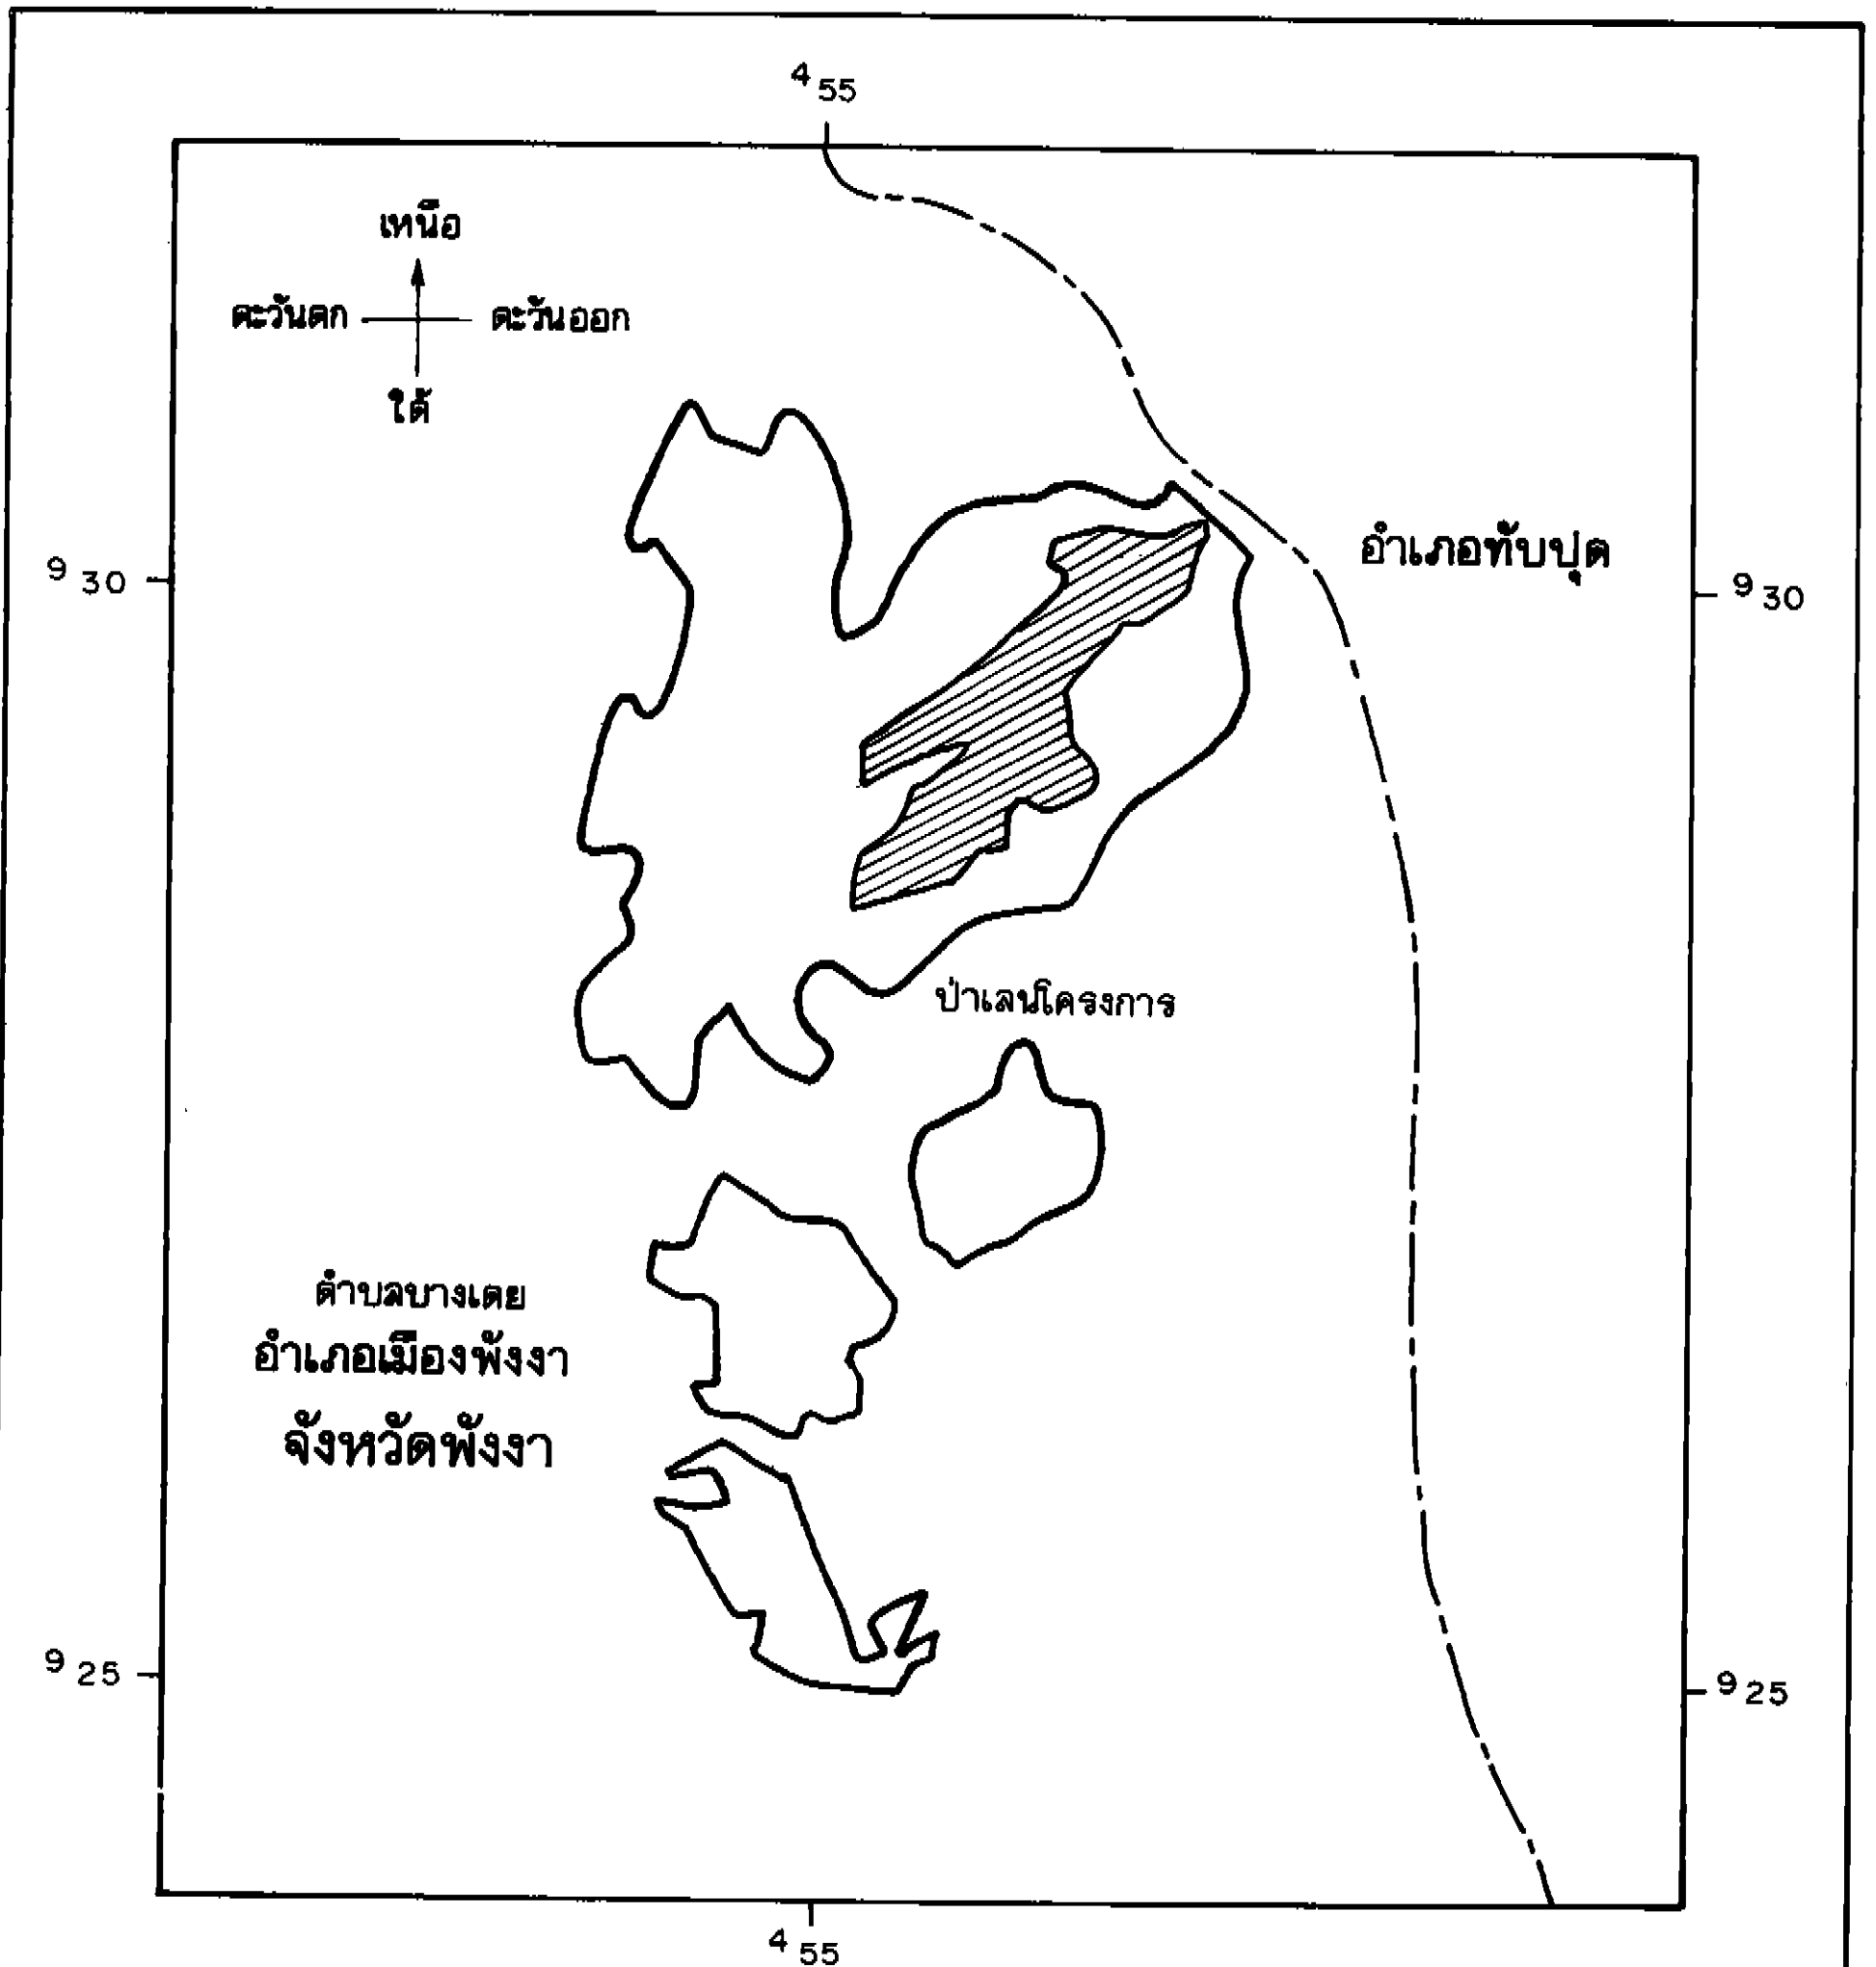 4 55
เหนือ
ตะวันตก ตะวันออก
ใต้
อำเภอทับปุด
9 30 9 30
ป่าเลนโครงการ
ตำบลบางเตย
อำเภอเมืองพังงา
จังหวัดพังงา
9 25 9 25
4 55